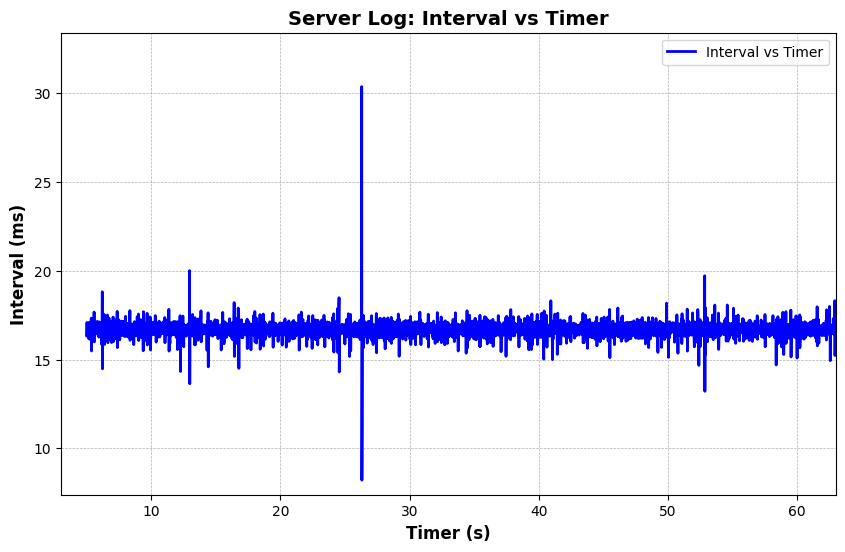 Server Log: Interval vs Timer
Interval vs Timer
30
25
20
15
10
Interval (ms)
10 20 30 40 50 60
Timer (s)